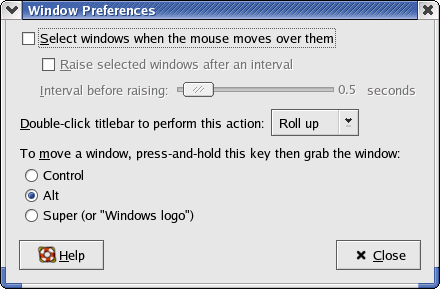 Window Preferences
Select windows when the mouse moves over them
Raise selected windows after an interval
Interval before raising: 0.5 seconds
Double-click titlebar to perform this action: Roll up
To move a window, press-and-hold this key then grab the window:
Control
Alt
Super (or "Windows logo")
Help Close